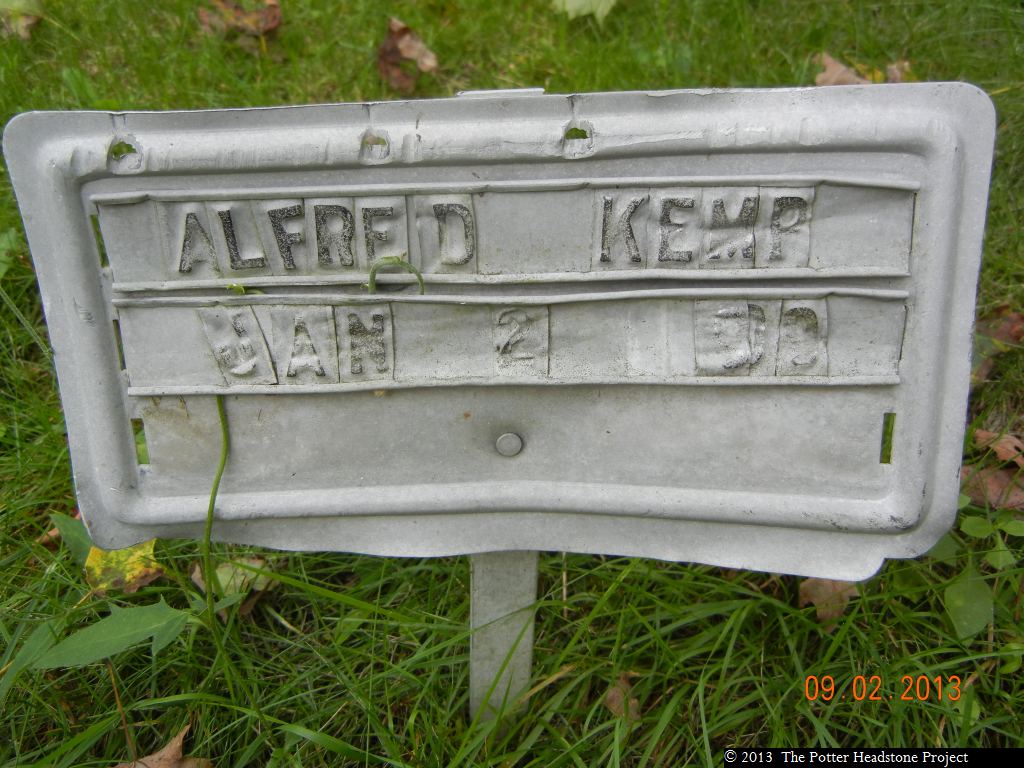 ALFRED KEMP
JAN 2
09.02.2013
© 2013 The Potter Headstone Project